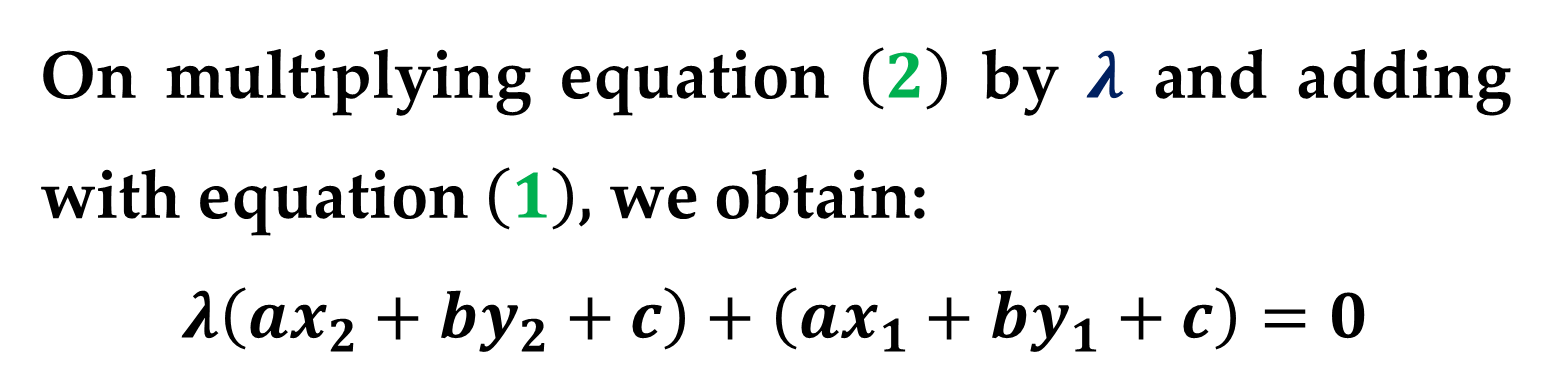 On multiplying equation (2) by λ and adding
with equation (1), we obtain:
λ(ax₂ + by₂ + c) + (ax₁ + by₁ + c) = 0